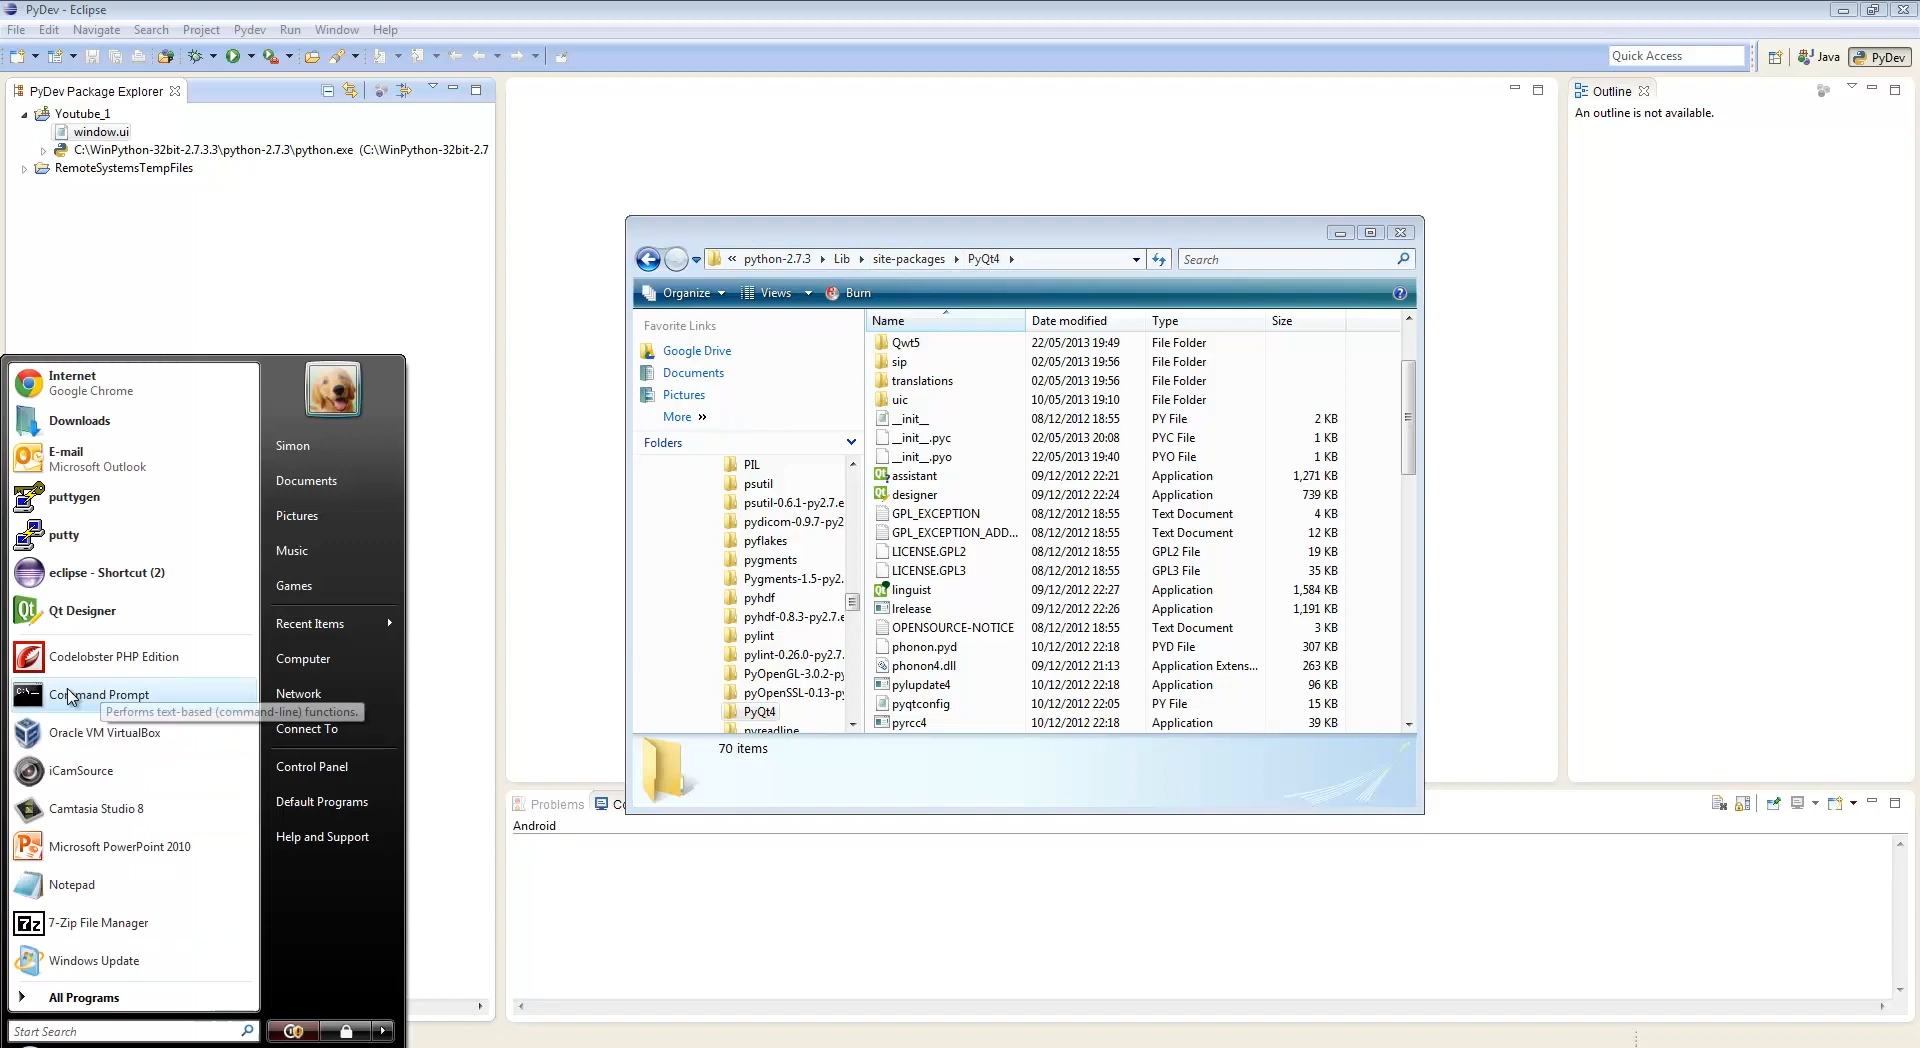 PyDev - Eclipse
File Edit Navigate Search Project Pydev Run Window Help
Quick Access
Java
PyDev
PyDev Package Explorer
Youtube_1
window.ui
C:\WinPython-32bit-2.7.3.3\python-2.7.3\python.exe (C:\WinPython-32bit-2.7
RemoteSystemsTempFiles
Outline
An outline is not available.
« python-2.7.3 Lib site-packages PyQt4
Search
Organize Views Burn
Favorite Links
Google Drive
Documents
Pictures
More »
Folders
PIL
psutil
psutil-0.6.1-py2.7.e
pydicom-0.9.7-py2
pyflakes
pygments
Pygments-1.5-py2.
pyhdf
pyhdf-0.8.3-py2.7.e
pylint
pylint-0.26.0-py2.7.
PyOpenGL-3.0.2-p
pyOpenSSL-0.13-p
PyQt4
pyreadline
Name Date modified Type Size
Qwt5 22/05/2013 19:49 File Folder
sip 02/05/2013 19:56 File Folder
translations 02/05/2013 19:56 File Folder
uic 10/05/2013 19:10 File Folder
__init__ 08/12/2012 18:55 PY File 2 KB
__init__.pyc 02/05/2013 20:08 PYC File 1 KB
__init__.pyo 22/05/2013 19:40 PYO File 1 KB
assistant 09/12/2012 22:21 Application 1,271 KB
designer 09/12/2012 22:24 Application 739 KB
GPL_EXCEPTION 08/12/2012 18:55 Text Document 4 KB
GPL_EXCEPTION_ADD... 08/12/2012 18:55 Text Document 12 KB
LICENSE.GPL2 08/12/2012 18:55 GPL2 File 19 KB
LICENSE.GPL3 08/12/2012 18:55 GPL3 File 35 KB
linguist 09/12/2012 22:27 Application 1,584 KB
lrelease 09/12/2012 22:26 Application 1,191 KB
OPENSOURCE-NOTICE 08/12/2012 18:55 Text Document 3 KB
phonon.pyd 10/12/2012 22:18 PYD File 307 KB
phonon4.dll 09/12/2012 21:13 Application Extens... 263 KB
pylupdate4 10/12/2012 22:18 Application 96 KB
pyqtconfig 10/12/2012 22:05 PY File 15 KB
pyrcc4 10/12/2012 22:18 Application 39 KB
70 items
Internet
Google Chrome
Downloads
E-mail
Microsoft Outlook
puttygen
putty
eclipse - Shortcut (2)
Qt Designer
Codelobster PHP Edition
Command Prompt
Performs text-based (command-line) functions.
Oracle VM VirtualBox
iCamSource
Camtasia Studio 8
Microsoft PowerPoint 2010
Notepad
7-Zip File Manager
Windows Update
All Programs
Start Search
Simon
Documents
Pictures
Music
Games
Recent Items
Computer
Network
Connect To
Control Panel
Default Programs
Help and Support
Problems
Co
Android